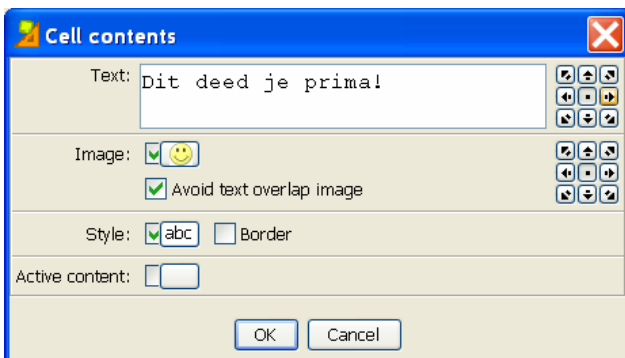 Cell contents
Text: Dit deed je prima!
Image:
Avoid text overlap image
Style: abc Border
Active content:
OK Cancel